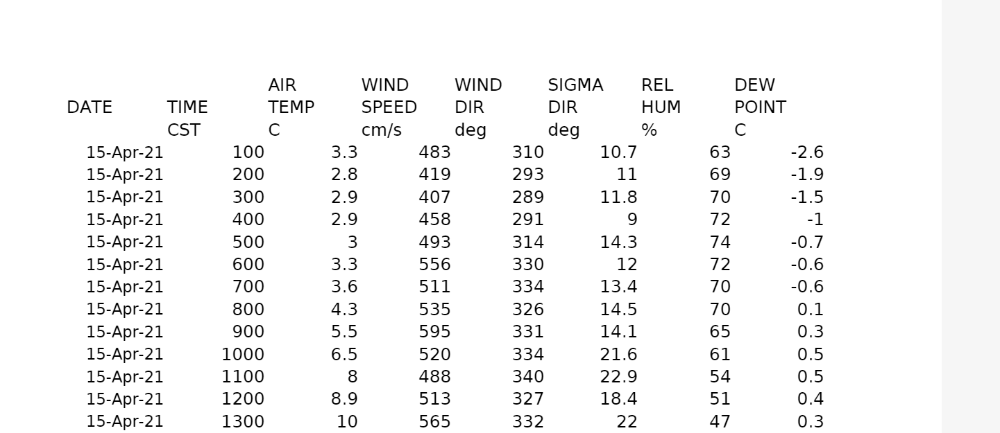 AIR WIND WIND SIGMA REL DEW
DATE TIME TEMP SPEED DIR DIR HUM POINT
CST C cm/s deg deg % C
15-Apr-21 100 3.3 483 310 10.7 63 -2.6
15-Apr-21 200 2.8 419 293 11 69 -1.9
15-Apr-21 300 2.9 407 289 11.8 70 -1.5
15-Apr-21 400 2.9 458 291 9 72 -1
15-Apr-21 500 3 493 314 14.3 74 -0.7
15-Apr-21 600 3.3 556 330 12 72 -0.6
15-Apr-21 700 3.6 511 334 13.4 70 -0.6
15-Apr-21 800 4.3 535 326 14.5 70 0.1
15-Apr-21 900 5.5 595 331 14.1 65 0.3
15-Apr-21 1000 6.5 520 334 21.6 61 0.5
15-Apr-21 1100 8 488 340 22.9 54 0.5
15-Apr-21 1200 8.9 513 327 18.4 51 0.4
15-Apr-21 1300 10 565 332 22 47 0.3